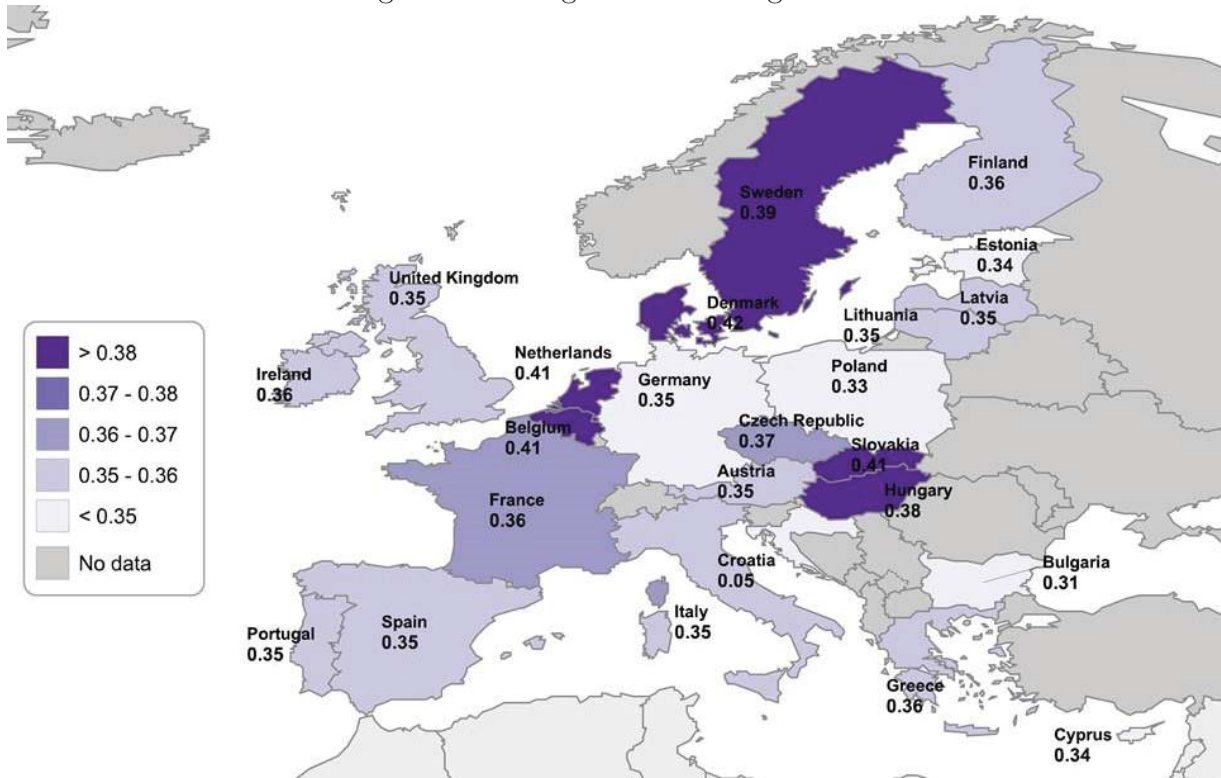 Sweden
0.39
Finland
0.36
Estonia
0.34
United Kingdom
0.35
Denmark
0.42
Latvia
0.35
Lithuania
0.35
> 0.38
0.37 - 0.38
0.36 - 0.37
0.35 - 0.36
< 0.35
No data
Ireland
0.36
Netherlands
0.41
Germany
0.35
Poland
0.33
Belgium
0.41
Czech Republic
0.37
Slovakia
0.41
Austria
0.35
Hungary
0.38
France
0.36
Croatia
0.05
Bulgaria
0.31
Italy
0.35
Portugal
0.35
Spain
0.35
Greece
0.36
Cyprus
0.34